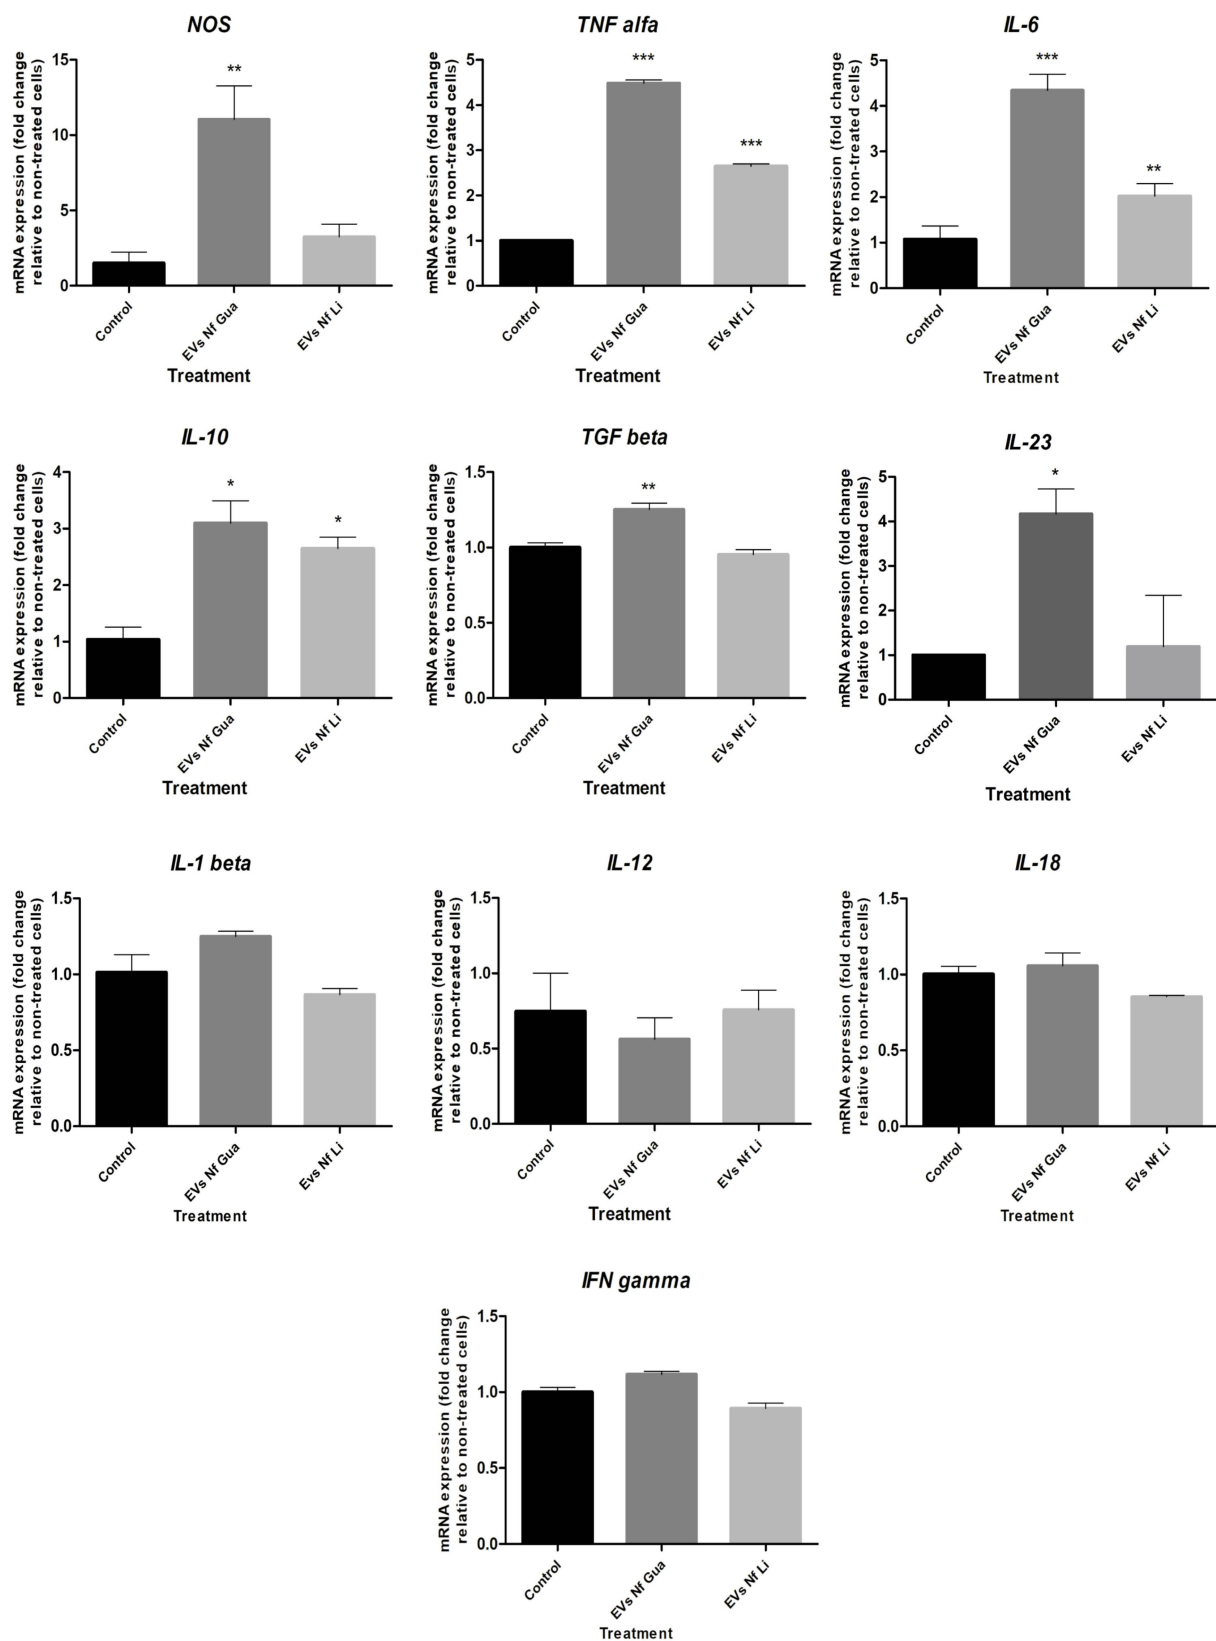 NOS
mRNA expression (fold change
relative to non-treated cells)
15
10
5
0
**
Control
EVs Nf Gua
EVs Nf Li
Treatment
TNF alfa
mRNA expression (fold change
relative to non-treated cells)
5
4
3
2
1
0
***
***
Control
EVs Nf Gua
EVs Nf Li
Treatment
IL-6
mRNA expression (fold change
relative to non-treated cells)
5
4
3
2
1
0
***
**
Control
EVs Nf Gua
EVs Nf Li
Treatment
IL-10
mRNA expression (fold change
relative to non-treated cells)
4
3
2
1
0
*
*
Control
EVs Nf Gua
EVs Nf Li
Treatment
TGF beta
mRNA expression (fold change
relative to non-treated cells)
1.5
1.0
0.5
0.0
**
Control
EVs Nf Gua
EVs Nf Li
Treatment
IL-23
mRNA expression (fold change
relative to non-treated cells)
5
4
3
2
1
0
*
Control
EVs Nf Gua
Evs Nf Li
Treatment
IL-1 beta
mRNA expression (fold change
relative to non-treated cells)
1.5
1.0
0.5
0.0
Control
EVs Nf Gua
Evs Nf Li
Treatment
IL-12
mRNA expression (fold change
relative to non-treated cells)
1.5
1.0
0.5
0.0
Control
EVs Nf Gua
EVs Nf Li
Treatment
IL-18
mRNA expression (fold change
relative to non-treated cells)
1.5
1.0
0.5
0.0
Control
EVs Nf Gua
EVs Nf Li
Treatment
IFN gamma
mRNA expression (fold change
relative to non-treated cells)
1.5
1.0
0.5
0.0
Control
EVs Nf Gua
EVs Nf Li
Treatment